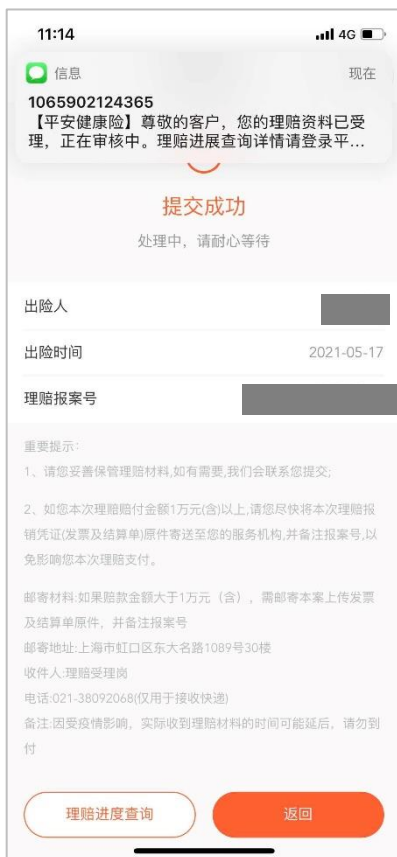 11:14
4G
信息
现在
1065902124365
【平安健康险】尊敬的客户，您的理赔资料已受
理，正在审核中。理赔进展查询详情请登录平...
提交成功
处理中，请耐心等待
出险人
出险时间
2021-05-17
理赔报案号
重要提示:
1、请您妥善保管理赔材料,如有需要,我们会联系您提交;
2、如您本次理赔赔付金额1万元(含)以上,请您尽快将本次理赔报
销凭证(发票及结算单)原件寄送至您的服务机构,并备注报案号,以
免影响您本次理赔支付。
邮寄材料:如果赔款金额大于1万元（含），需邮寄本案上传发票
及结算单原件，并备注报案号
邮寄地址:上海市虹口区东大名路1089号30楼
收件人:理赔受理岗
电话:021-38092068(仅用于接收快递)
备注:因受疫情影响，实际收到理赔材料的时间可能延后，请勿到
付
理赔进度查询
返回